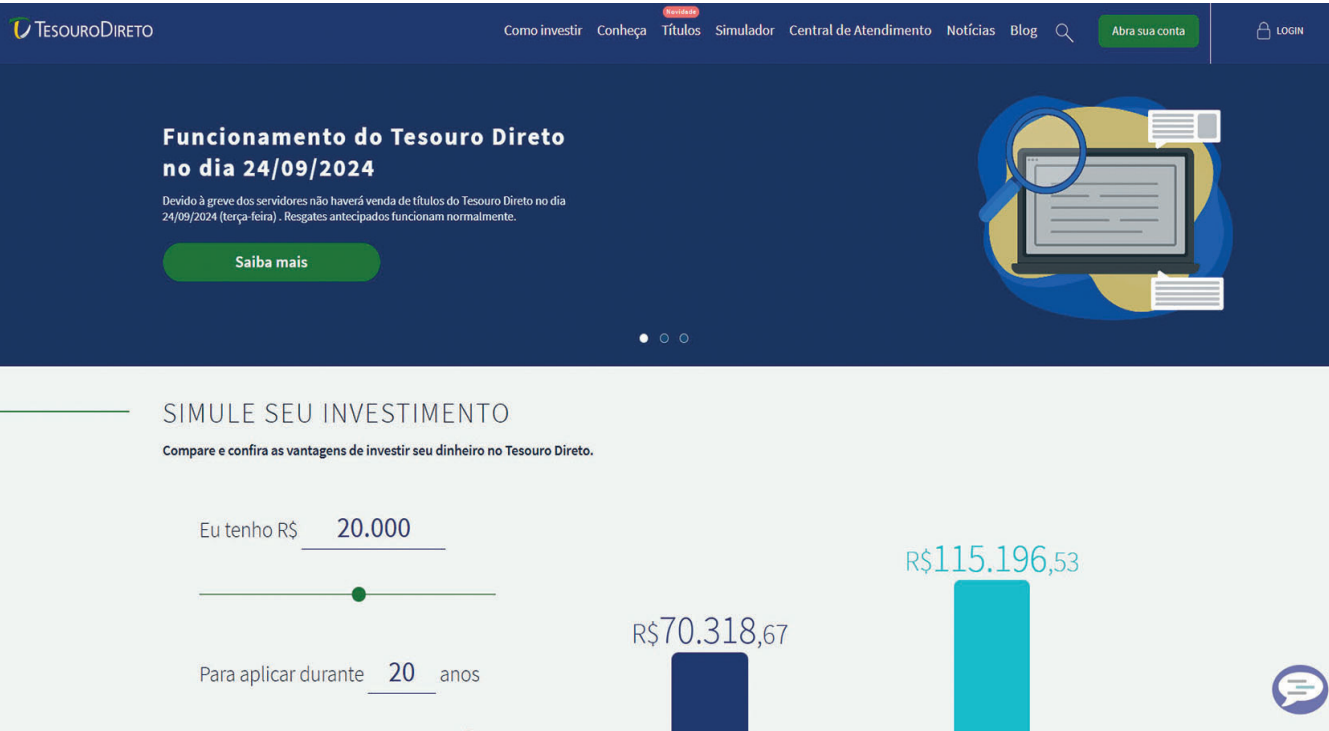 TESOURODIRETO
Novidade
Como investir Conheça Títulos Simulador Central de Atendimento Notícias Blog Abra sua conta LOGIN
Funcionamento do Tesouro Direto
no dia 24/09/2024
Devido à greve dos servidores não haverá venda de títulos do Tesouro Direto no dia
24/09/2024 (terça-feira) . Resgates antecipados funcionam normalmente.
Saiba mais
SIMULE SEU INVESTIMENTO
Compare e confira as vantagens de investir seu dinheiro no Tesouro Direto.
Eu tenho R$ 20.000
R$115.196,53
R$70.318,67
Para aplicar durante 20 anos